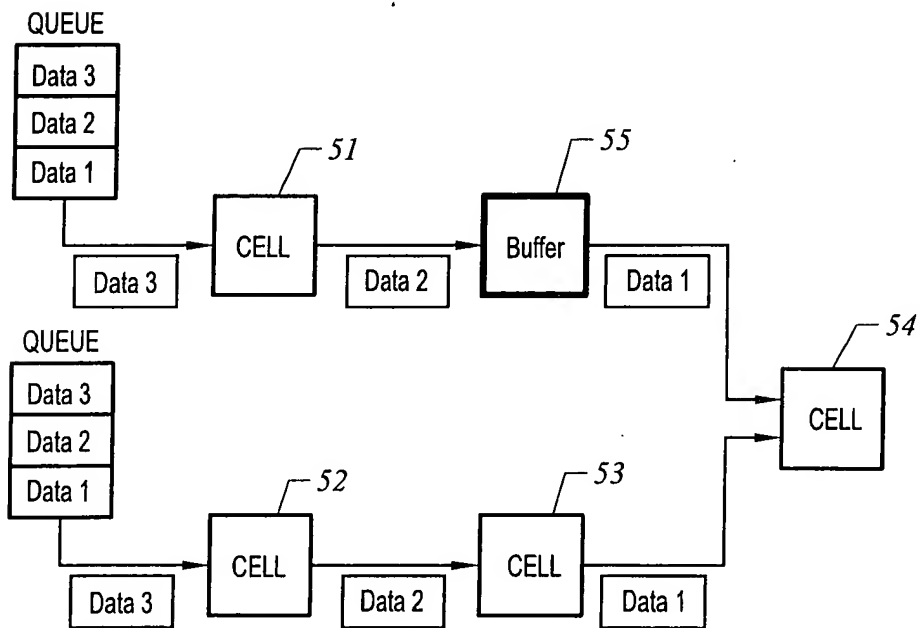 QUEUE
Data 3
Data 2
Data 1
51
CELL
55
Buffer
Data 3
Data 2
Data 1
54
CELL
QUEUE
Data 3
Data 2
Data 1
52
CELL
53
CELL
Data 3
Data 2
Data 1